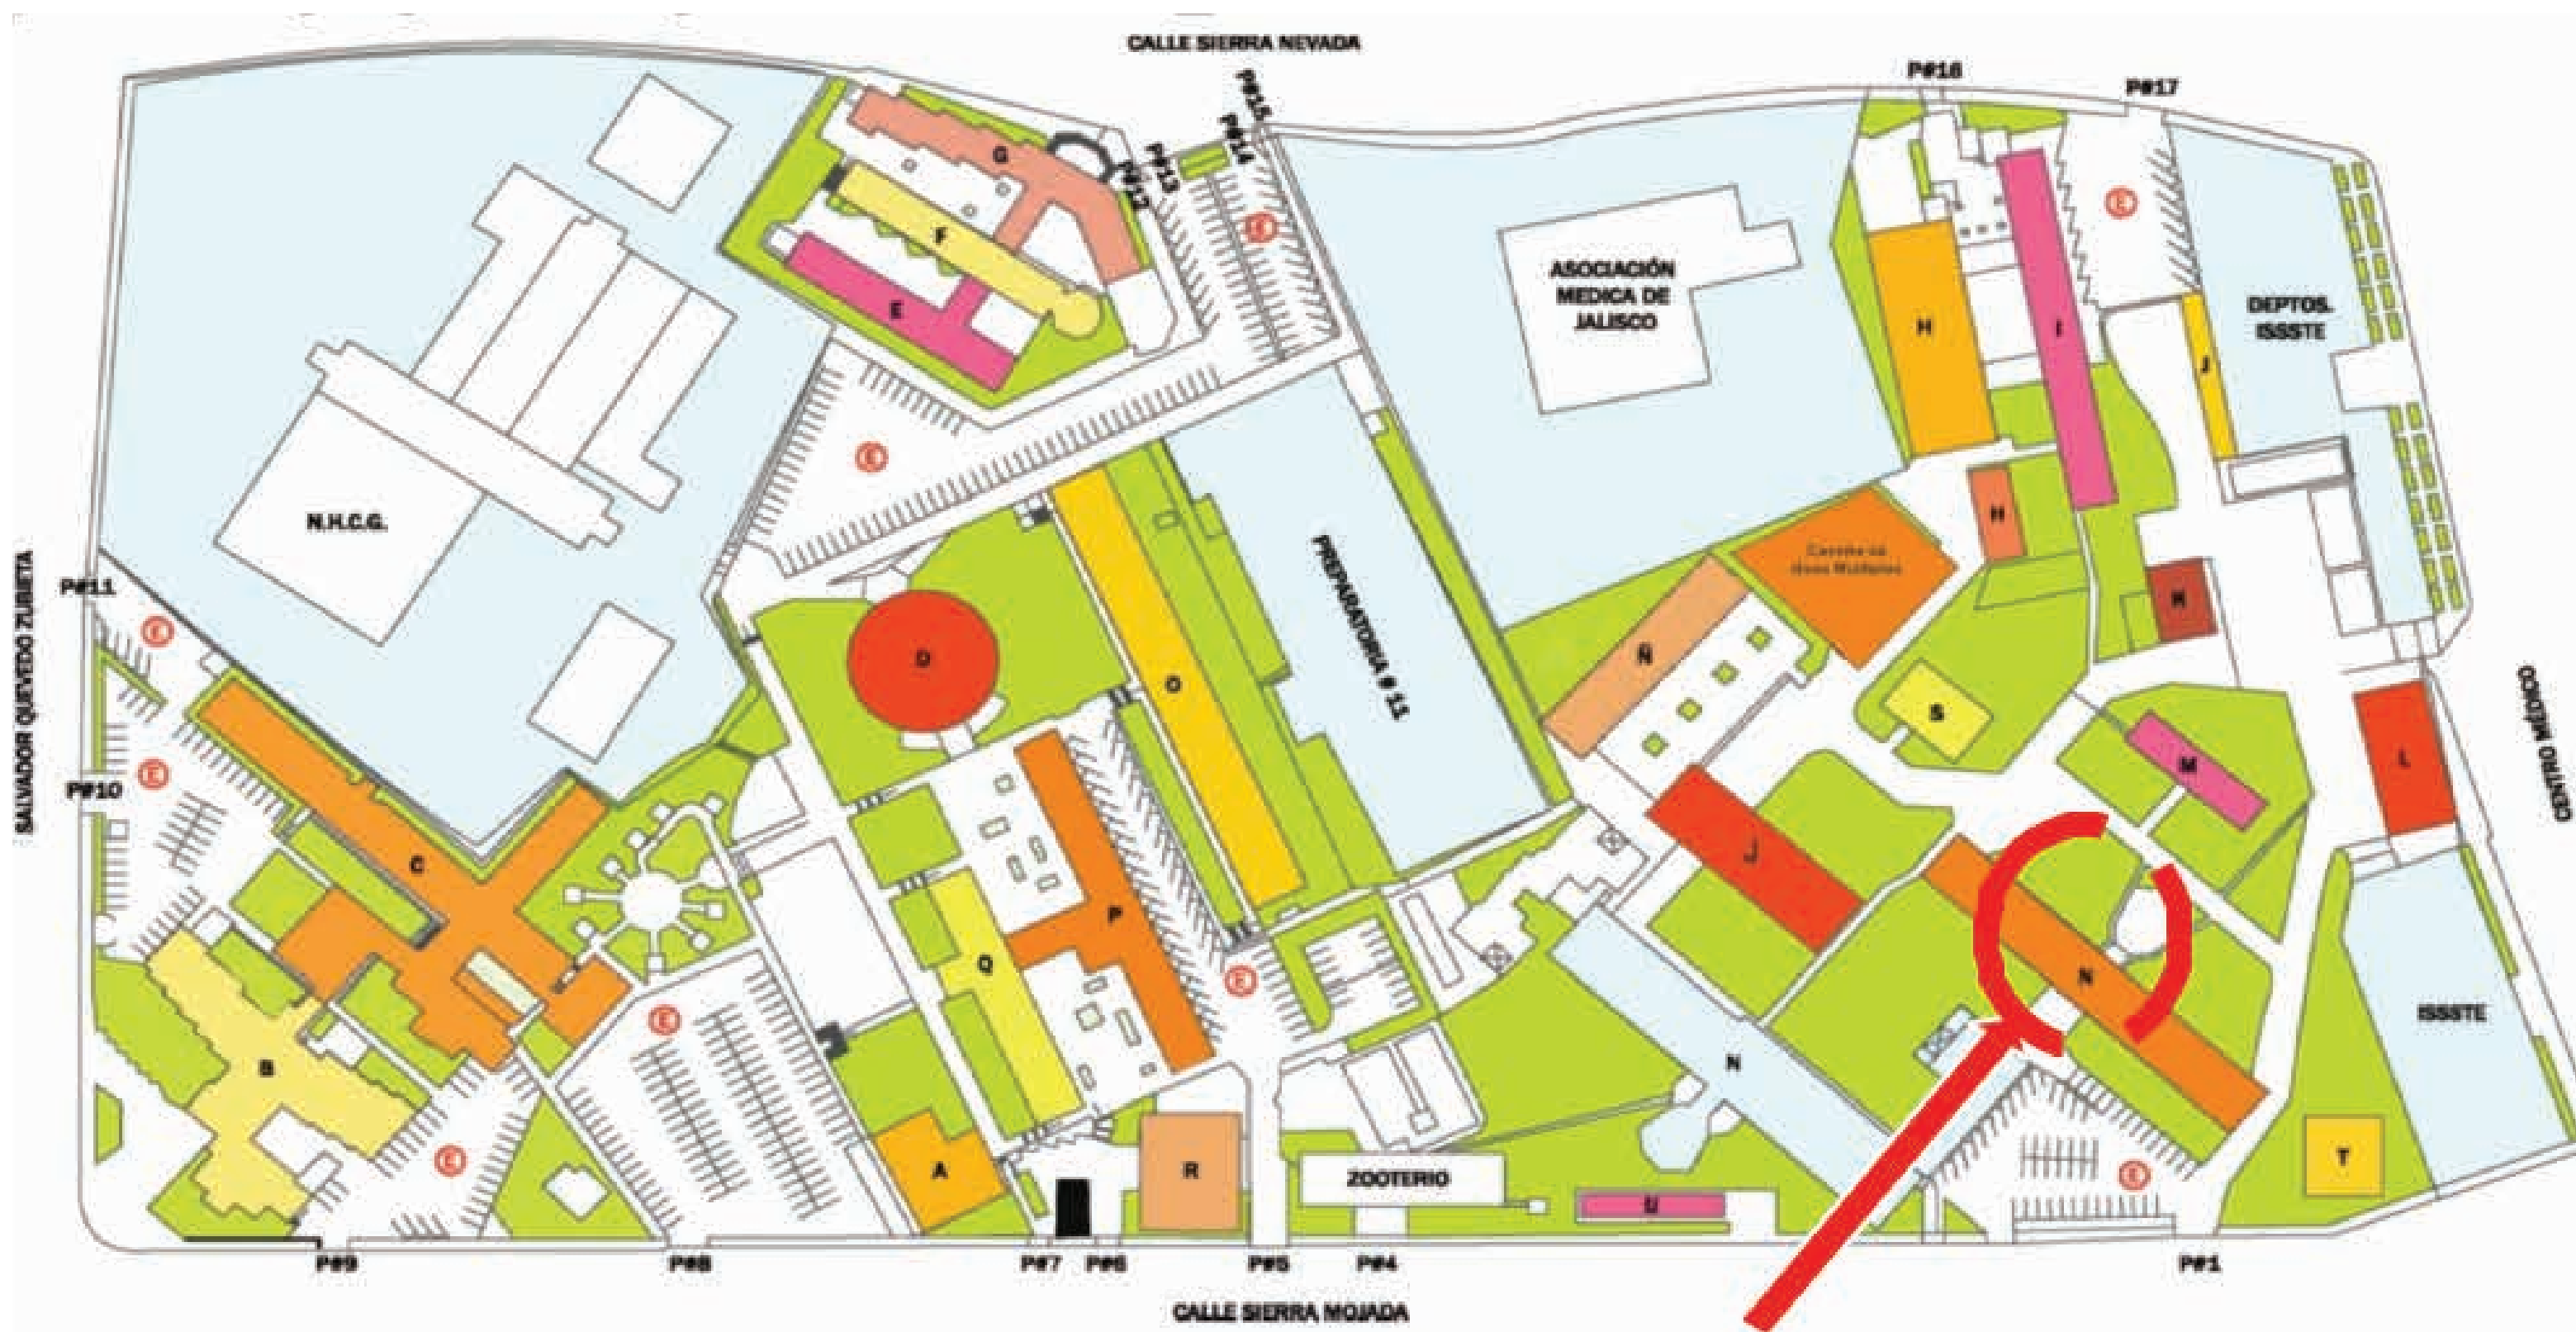 CALLE SIERRA NEVADA
P#16
P#17
P#15
P#14
P#13
P#12
G
F
E
E
E
ASOCIACIÓN
MEDICA DE
JALISCO
H
I
J
DEPTOS.
ISSSTE
N.H.C.G.
E
H
PREPARATORIA # 11
SALVADOR QUEVEDO ZUBIETA
P#11
E
D
O
Ñ
S
M
L
CENTRO MÉDICO
P#10
E
C
J
P
Q
E
E
N
ISSSTE
B
N
A
R
ZOOTERIO
U
E
E
T
P#9
P#8
P#7
P#6
P#5
P#4
P#1
CALLE SIERRA MOJADA